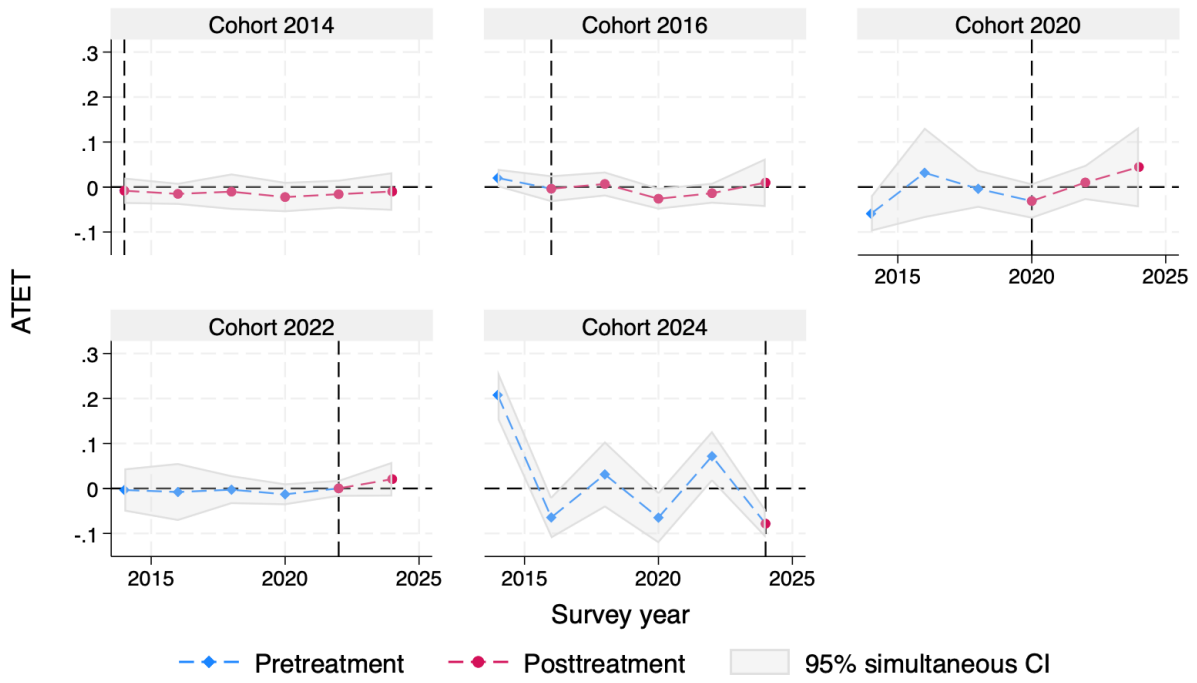 Cohort 2014
Cohort 2016
Cohort 2020
.3
.2
.1
0
-.1
2015
2020
2025
ATET
Cohort 2022
Cohort 2024
.3
.2
.1
0
-.1
2015
2020
2025
2015
2020
2025
Survey year
Pretreatment
Posttreatment
95% simultaneous CI